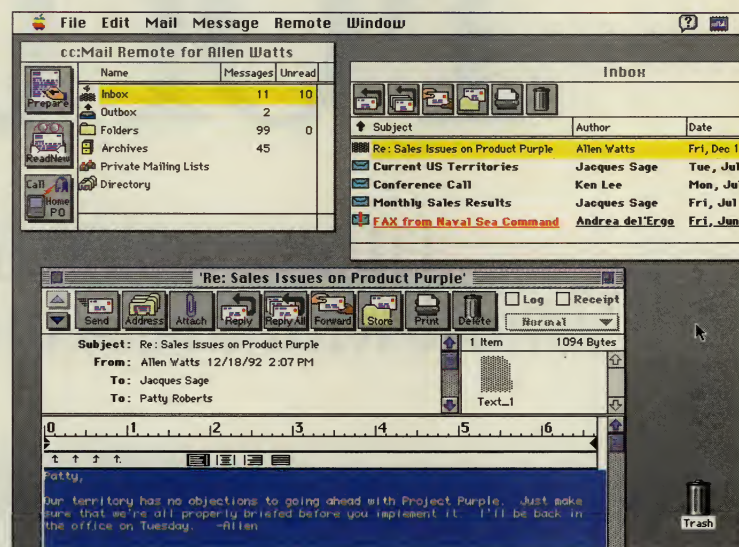 File Edit Mail Message Remote Window
cc:Mail Remote for Allen Watts
Name Messages Unread
Inbox 11 10
Outbox 2
Folders 99 0
Archives 45
Private Mailing Lists
Directory
Prepare
ReadNew
Call
Home
PO
Inbox
Subject Author Date
Re: Sales Issues on Product Purple Allen Watts Fri, Dec 1
Current US Territories Jacques Sage Tue, Jul
Conference Call Ken Lee Mon, Ju
Monthly Sales Results Jacques Sage Fri, Jul
FAX from Naval Sea Command Andrea del'Ergo Fri, Jun
'Re: Sales Issues on Product Purple'
Send Address Attach Reply Reply All Forward Store Print Delete
Log Receipt
Normal
Subject: Re: Sales Issues on Product Purple
From: Allen Watts 12/18/92 2:07 PM
To: Jacques Sage
To: Patty Roberts
1 Item 1094 Bytes
Text_1
0 1 2 3 4 5 6
Patty,
Our territory has no objections to going ahead with Project Purple. Just make
sure that we're all properly briefed before you implement it. I'll be back in
the office on Tuesday. -Allen
Trash